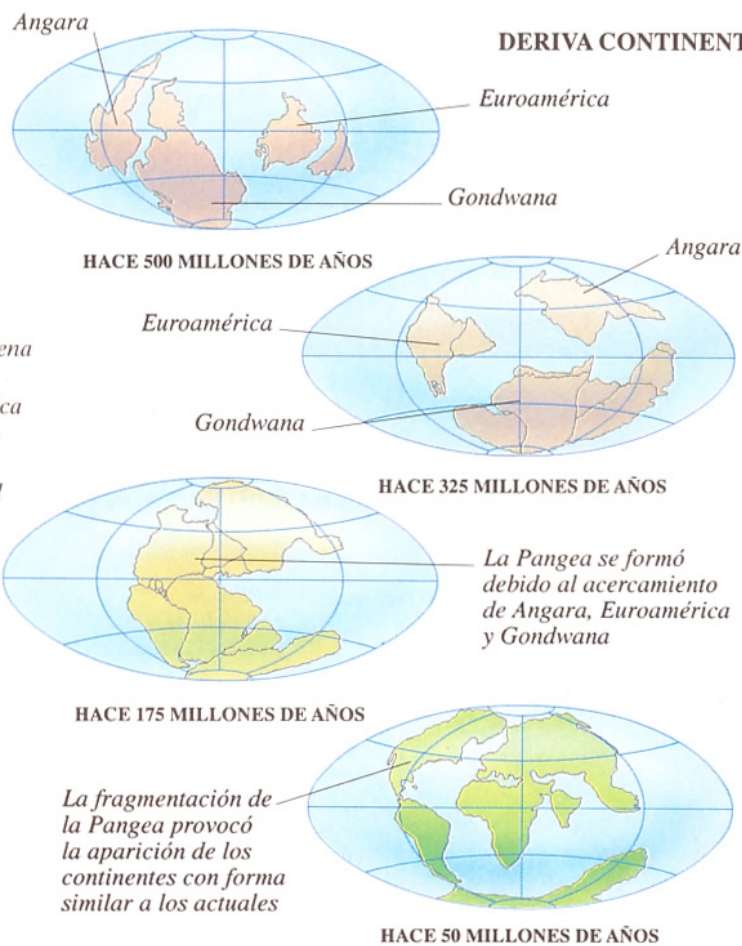 Angara
DERIVA CONTINENT
Euroamérica
Gondwana
HACE 500 MILLONES DE AÑOS
Angara
Euroamérica
ena
ica
Gondwana
HACE 325 MILLONES DE AÑOS
La Pangea se formó
debido al acercamiento
de Angara, Euroamérica
y Gondwana
HACE 175 MILLONES DE AÑOS
La fragmentación de
la Pangea provocó
la aparición de los
continentes con forma
similar a los actuales
HACE 50 MILLONES DE AÑOS